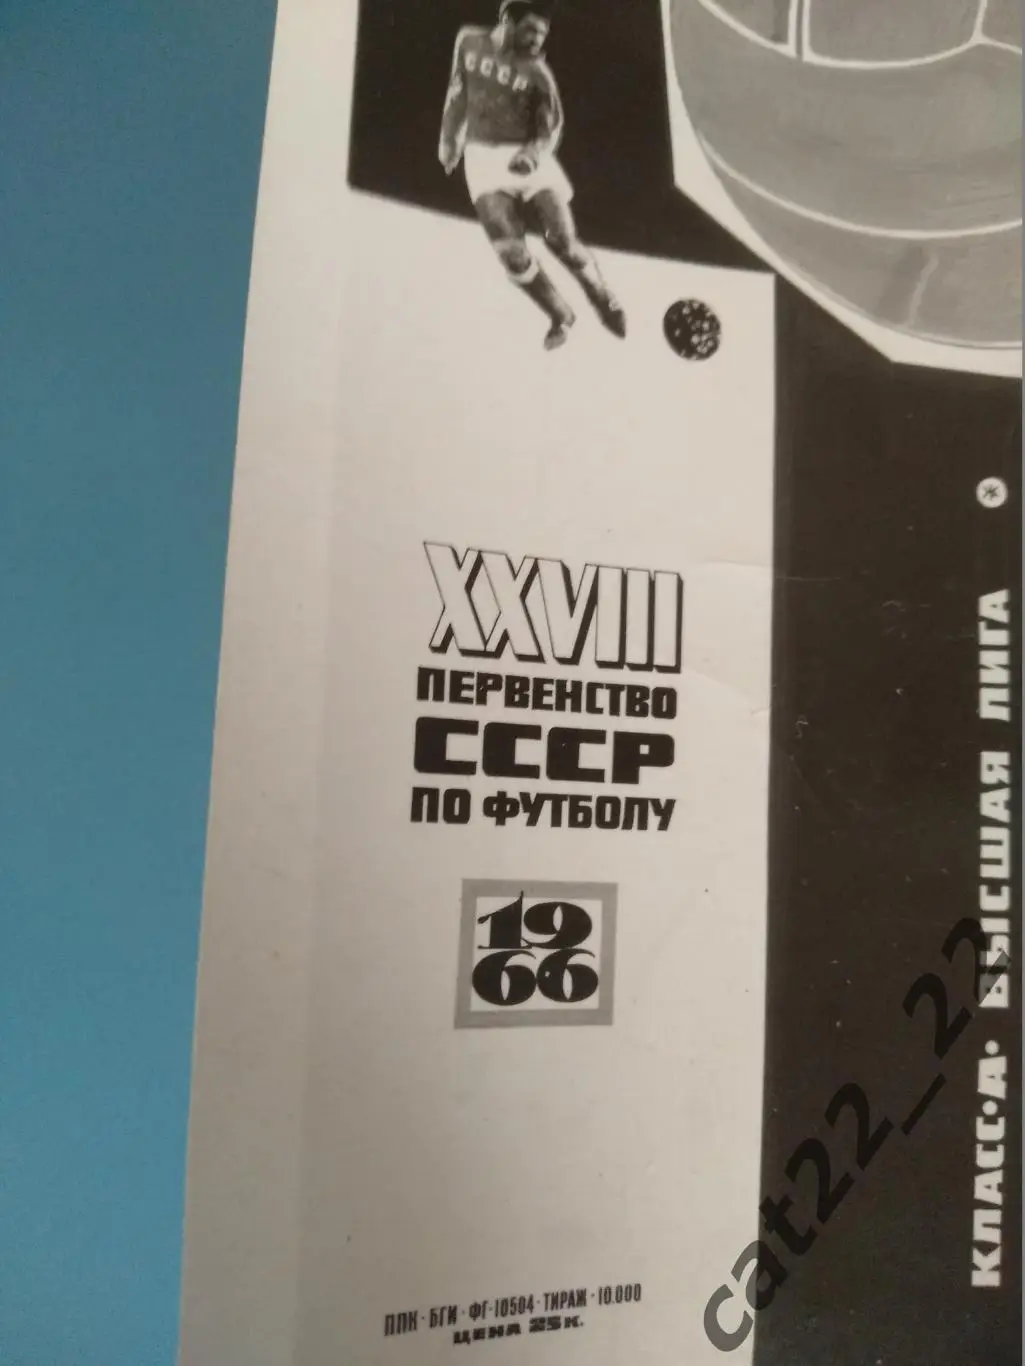 СССР
XXVIII
ПЕРВЕНСТВО
СССР
ПО ФУТБОЛУ
19
66
КЛАСС·А· ВЫСШАЯ ЛИГА
ППК·БГИ·ФГ-10504·ТИРАЖ·10.000
ЦЕНА 25К.
cat22_22